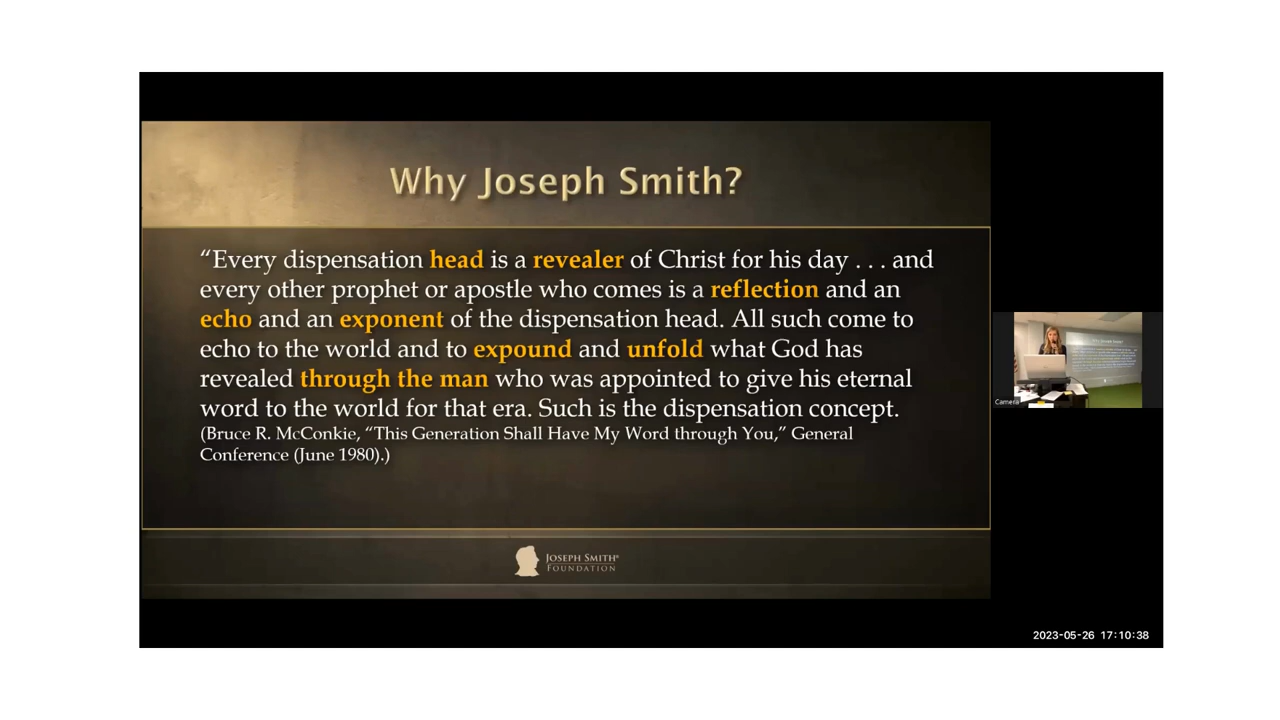 Why Joseph Smith?
“Every dispensation head is a revealer of Christ for his day . . . and
every other prophet or apostle who comes is a reflection and an
echo and an exponent of the dispensation head. All such come to
echo to the world and to expound and unfold what God has
revealed through the man who was appointed to give his eternal
word to the world for that era. Such is the dispensation concept.
(Bruce R. McConkie, “This Generation Shall Have My Word through You,” General
Conference (June 1980).)
JOSEPH SMITH®
FOUNDATION
Camera
2023-05-26 17:10:38